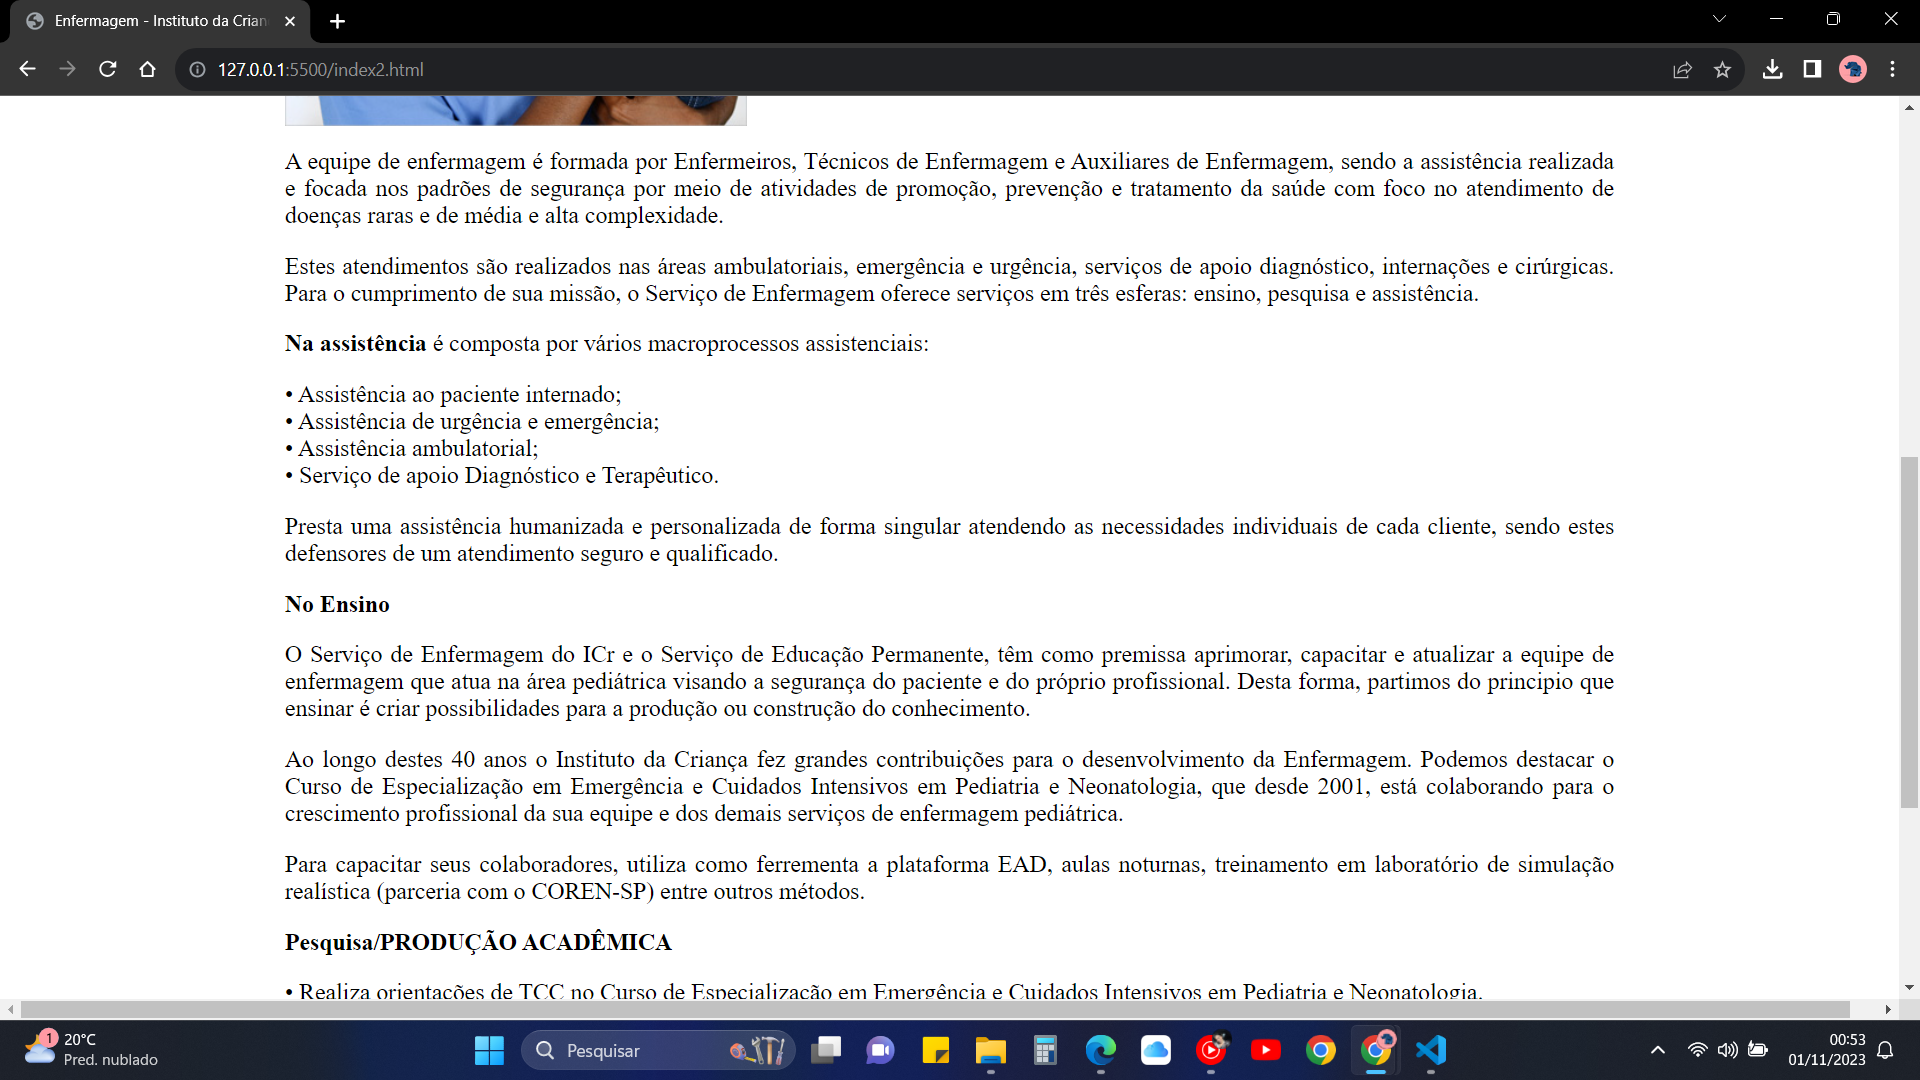 Enfermagem - Instituto da Crian
127.0.0.1:5500/index2.html
A equipe de enfermagem é formada por Enfermeiros, Técnicos de Enfermagem e Auxiliares de Enfermagem, sendo a assistência realizada
e focada nos padrões de segurança por meio de atividades de promoção, prevenção e tratamento da saúde com foco no atendimento de
doenças raras e de média e alta complexidade.
Estes atendimentos são realizados nas áreas ambulatoriais, emergência e urgência, serviços de apoio diagnóstico, internações e cirúrgicas.
Para o cumprimento de sua missão, o Serviço de Enfermagem oferece serviços em três esferas: ensino, pesquisa e assistência.
Na assistência é composta por vários macroprocessos assistenciais:
• Assistência ao paciente internado;
• Assistência de urgência e emergência;
• Assistência ambulatorial;
• Serviço de apoio Diagnóstico e Terapêutico.
Presta uma assistência humanizada e personalizada de forma singular atendendo as necessidades individuais de cada cliente, sendo estes
defensores de um atendimento seguro e qualificado.
No Ensino
O Serviço de Enfermagem do ICr e o Serviço de Educação Permanente, têm como premissa aprimorar, capacitar e atualizar a equipe de
enfermagem que atua na área pediátrica visando a segurança do paciente e do próprio profissional. Desta forma, partimos do principio que
ensinar é criar possibilidades para a produção ou construção do conhecimento.
Ao longo destes 40 anos o Instituto da Criança fez grandes contribuições para o desenvolvimento da Enfermagem. Podemos destacar o
Curso de Especialização em Emergência e Cuidados Intensivos em Pediatria e Neonatologia, que desde 2001, está colaborando para o
crescimento profissional da sua equipe e dos demais serviços de enfermagem pediátrica.
Para capacitar seus colaboradores, utiliza como ferrementa a plataforma EAD, aulas noturnas, treinamento em laboratório de simulação
realística (parceria com o COREN-SP) entre outros métodos.
Pesquisa/PRODUÇÃO ACADÊMICA
• Realiza orientações de TCC no Curso de Especialização em Emergência e Cuidados Intensivos em Pediatria e Neonatologia.
1
20°C
Pred. nublado
Pesquisar
00:53
01/11/2023